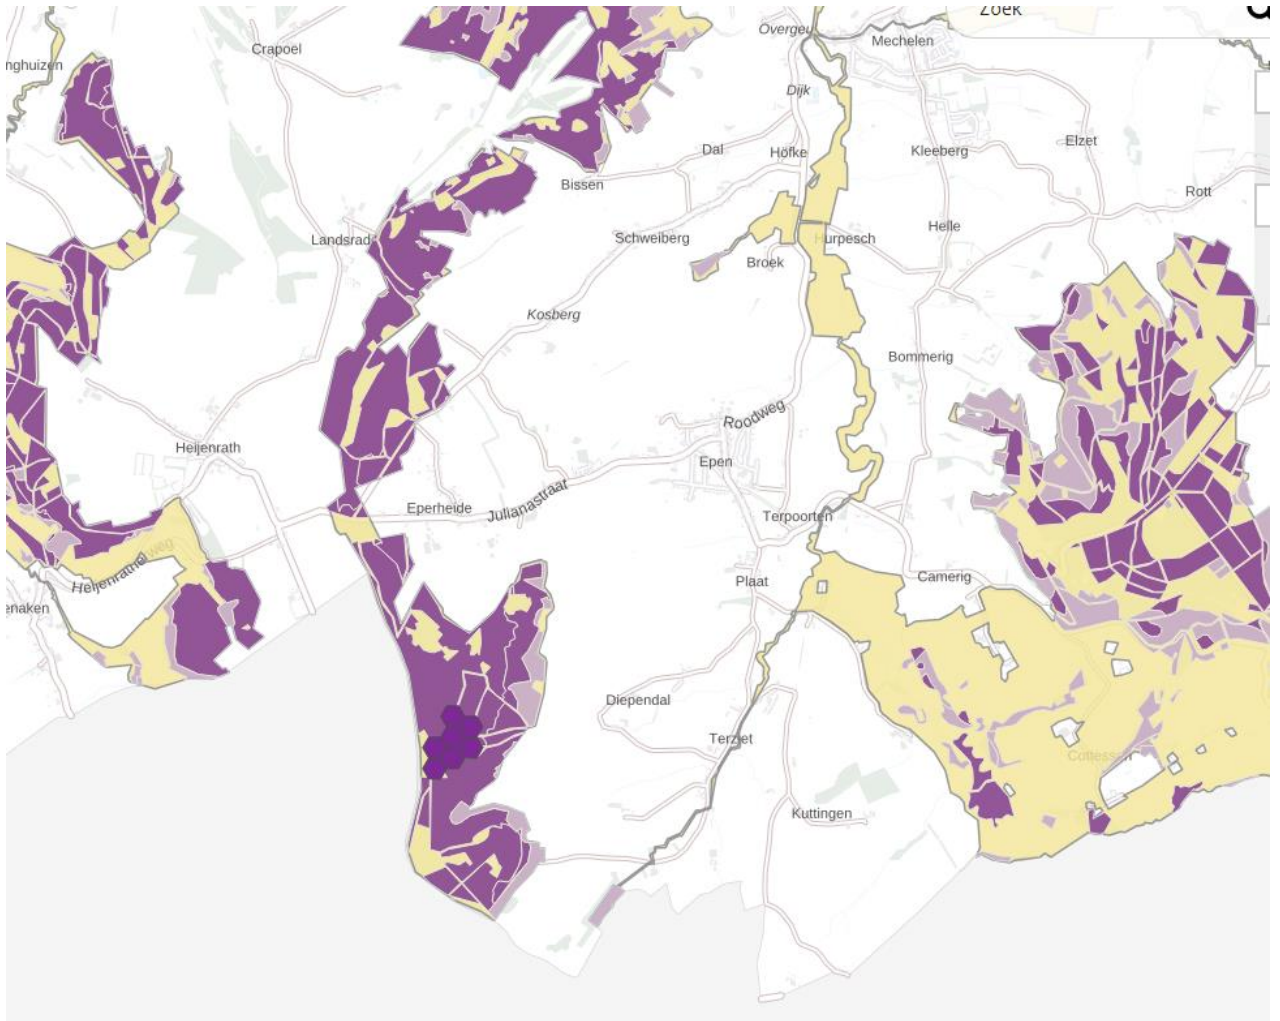 Zoek
Overgeu
Mechelen
Crapoel
nghuizen
Dijk
Elzet
Dal
Höfke
Kleeberg
Bissen
Rott
Helle
Landsrad
Schweiberg
Hurpesch
Broek
Kosberg
Bommerig
Roodweg
Heijenrath
Epen
Julianastraat
Eperheide
Terpoorten
Heijenratherweg
Plaat
Camerig
enaken
Diependal
Terziet
Cottessen
Kuttingen